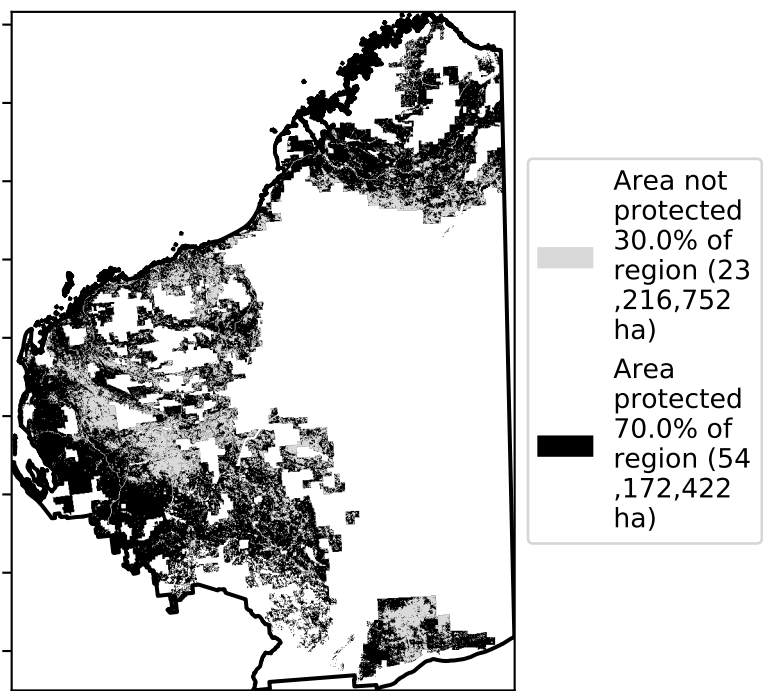 Area not
protected
30.0% of
region (23
,216,752
ha)
Area
protected
70.0% of
region (54
,172,422
ha)